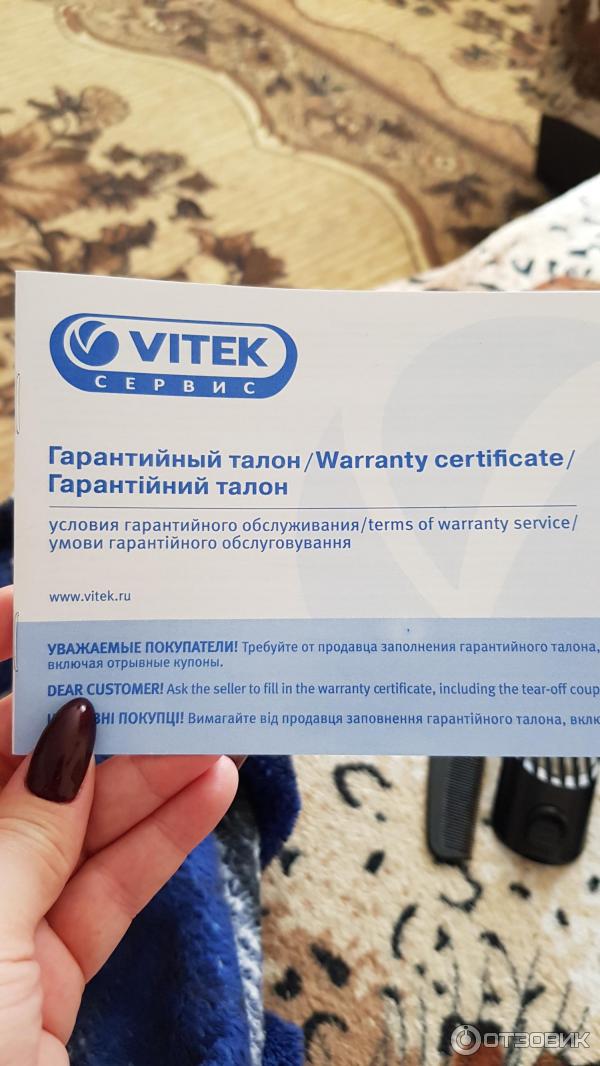 VITEK
СЕРВИС
Гарантийный талон/Warranty certificate/
Гарантійний талон
условия гарантийного обслуживания/terms of warranty service/
умови гарантійного обслуговування
www.vitek.ru
УВАЖАЕМЫЕ ПОКУПАТЕЛИ! Требуйте от продавца заполнения гарантийного талона,
включая отрывные купоны.
DEAR CUSTOMER! Ask the seller to fill in the warranty certificate, including the tear-off coup
ПОКУПЦІ! Вимагайте від продавця заповнення гарантійного талона, вклю
ОТЗОВИК